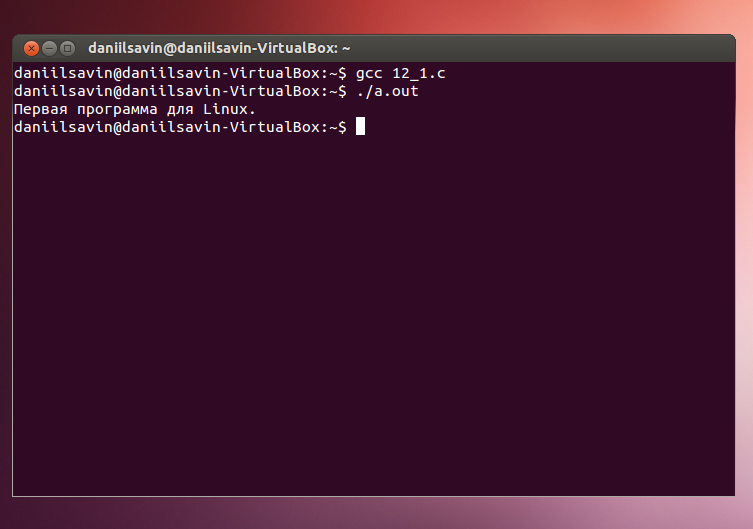 daniilsavin@daniilsavin-VirtualBox: ~
daniilsavin@daniilsavin-VirtualBox:~$ gcc 12_1.c
daniilsavin@daniilsavin-VirtualBox:~$ ./a.out
Первая программа для Linux.
daniilsavin@daniilsavin-VirtualBox:~$